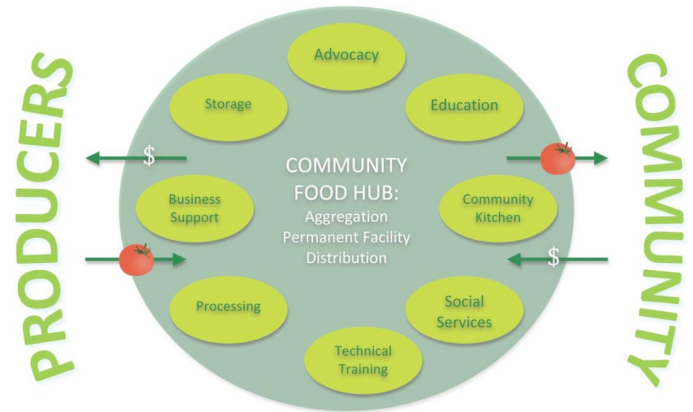 PRODUCERS
Advocacy
Storage
Education
$
COMMUNITY
FOOD HUB:
Aggregation
Permanent Facility
Distribution
Business
Support
Community
Kitchen
$
Processing
Social
Services
Technical
Training
COMMUNITY